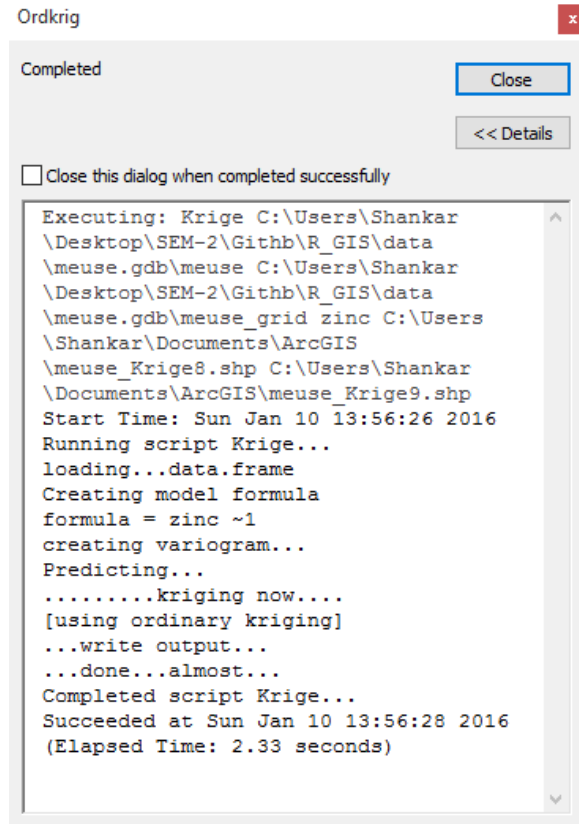 Ordkrig
x
Completed
Close
<< Details
Close this dialog when completed successfully
Executing: Krige C:\Users\Shankar
\Desktop\SEM-2\Githb\R_GIS\data
\meuse.gdb\meuse C:\Users\Shankar
\Desktop\SEM-2\Githb\R_GIS\data
\meuse.gdb\meuse_grid zinc C:\Users
\Shankar\Documents\ArcGIS
\meuse_Krige8.shp C:\Users\Shankar
\Documents\ArcGIS\meuse_Krige9.shp
Start Time: Sun Jan 10 13:56:26 2016
Running script Krige...
loading...data.frame
Creating model formula
formula = zinc ~1
creating variogram...
Predicting...
.........kriging now....
[using ordinary kriging]
...write output...
...done...almost...
Completed script Krige...
Succeeded at Sun Jan 10 13:56:28 2016
(Elapsed Time: 2.33 seconds)